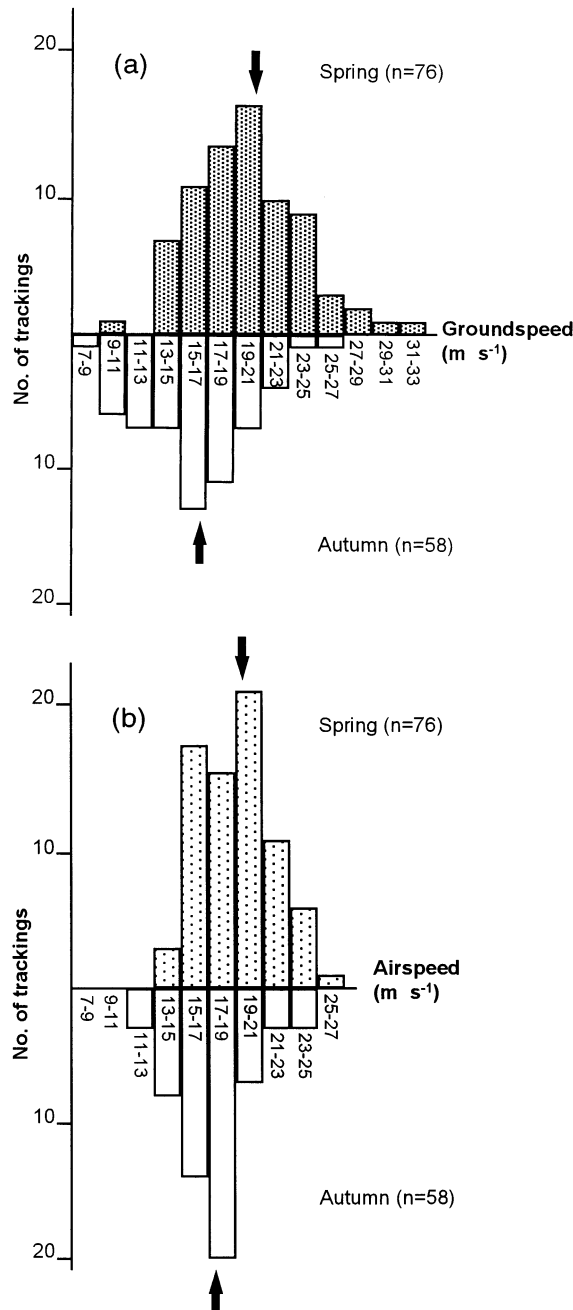 20
(a)
Spring (n=76)
10
No. of trackings
Groundspeed
(m s-1)
7-9
9-11
11-13
13-15
15-17
17-19
19-21
21-23
23-25
25-27
27-29
29-31
31-33
10
Autumn (n=58)
20
20
(b)
Spring (n=76)
10
No. of trackings
Airspeed
(m s-1)
7-9
9-11
11-13
13-15
15-17
17-19
19-21
21-23
23-25
25-27
10
Autumn (n=58)
20